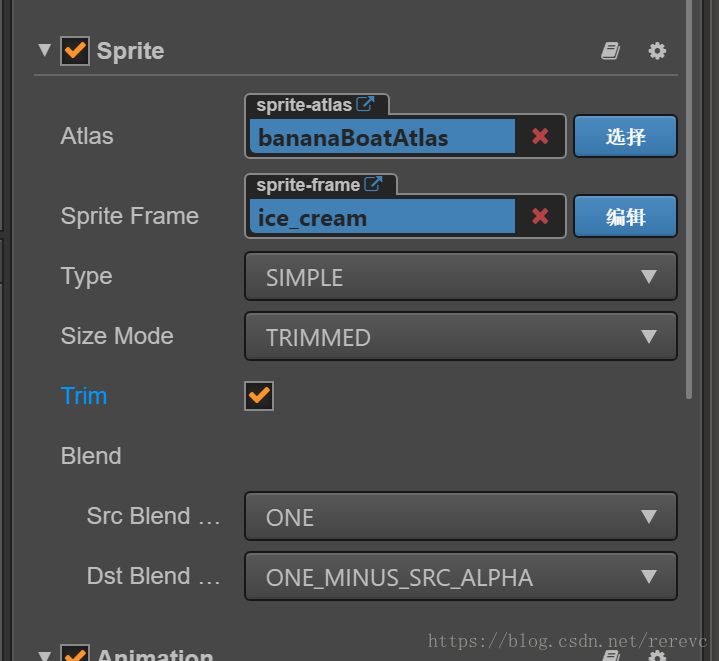 Sprite
sprite-atlas
Atlas
bananaBoatAtlas
选择
sprite-frame
Sprite Frame
ice_cream
编辑
Type
SIMPLE
Size Mode
TRIMMED
Trim
Blend
Src Blend ...
ONE
Dst Blend ...
ONE_MINUS_SRC_ALPHA
https://blog.csdn.net/rerevc
Animation